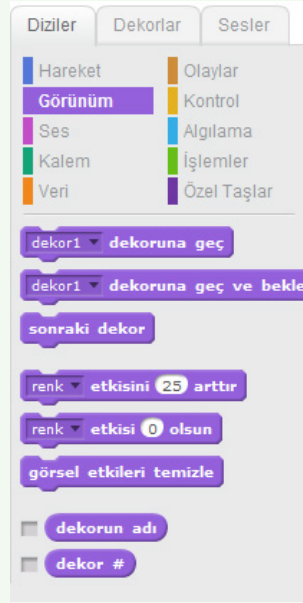 Diziler Dekorlar Sesler
Hareket Olaylar
Görünüm Kontrol
Ses Algılama
Kalem İşlemler
Veri Özel Taşlar
dekor1 dekoruna geç
dekor1 dekoruna geç ve bekle
sonraki dekor
renk etkisini 25 arttır
renk etkisi 0 olsun
görsel etkileri temizle
dekorun adı
dekor #